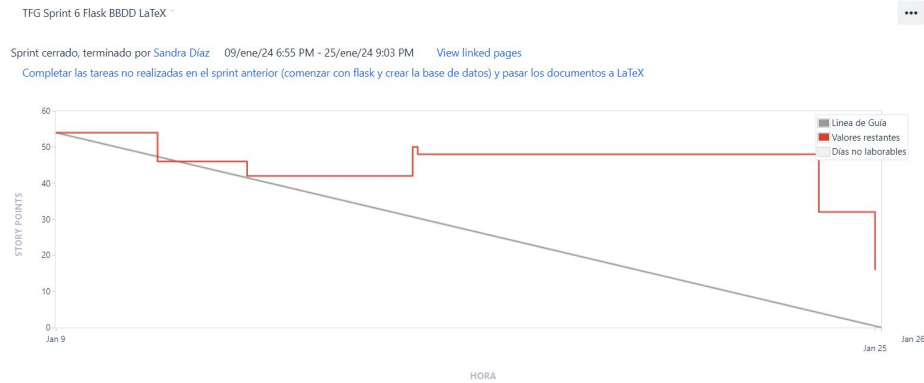 TFG Sprint 6 Flask BBDD LaTeX
Sprint cerrado, terminado por Sandra Díaz 09/ene/24 6:55 PM - 25/ene/24 9:03 PM View linked pages
Completar las tareas no realizadas en el sprint anterior (comenzar con flask y crear la base de datos) y pasar los documentos a LaTeX
60
Linea de Guía
Valores restantes
50
Días no laborables
40
STORY POINTS
30
20
10
0
Jan 9
Jan 25
Jan 26
HORA